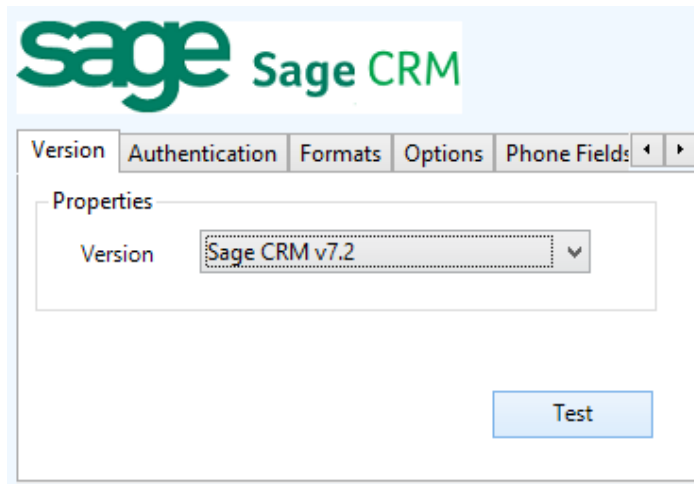 sage Sage CRM
Version Authentication Formats Options Phone Fields
Properties
Version Sage CRM v7.2
Test